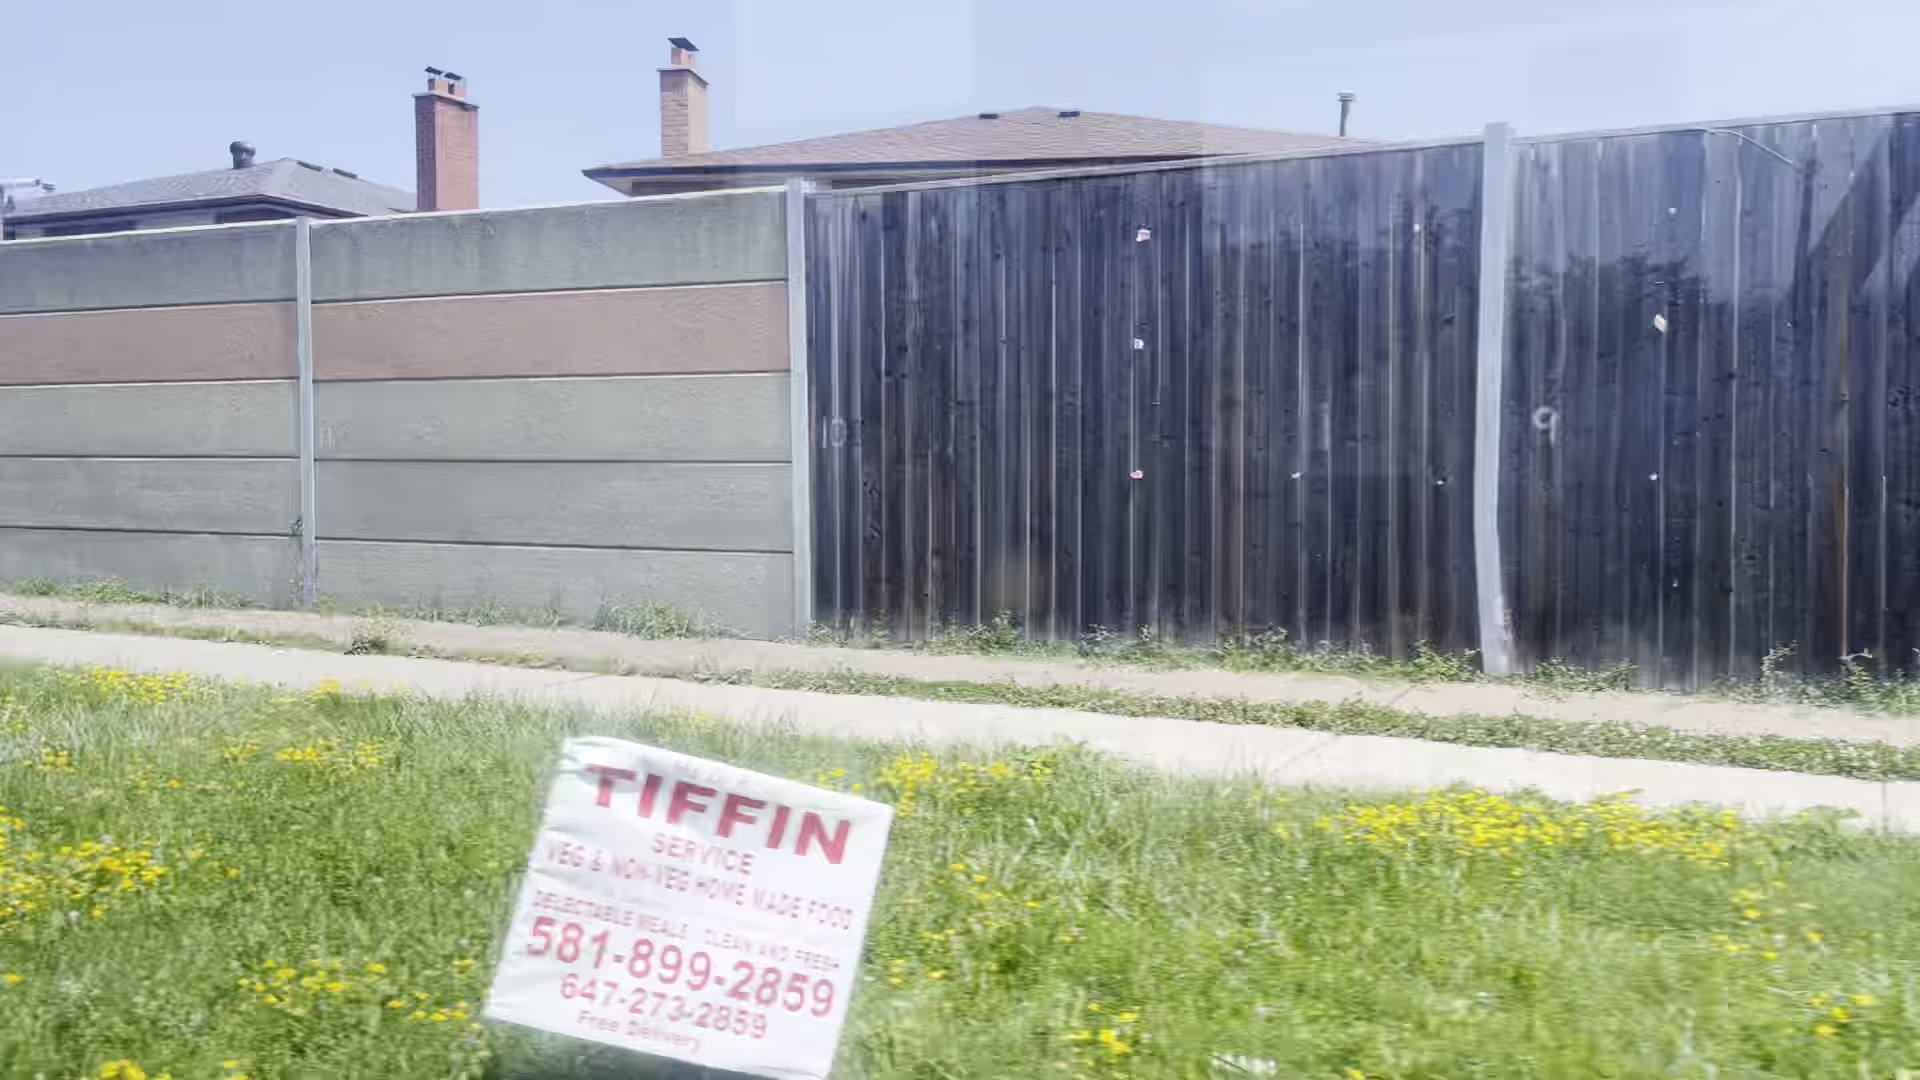 TIFFIN
SERVICE
VEG & NON-VEG HOME MADE FOOD
DELECTABLE MEALS CLEAN AND FRESH
581-899-2859
647-273-2859
Free Delivery
9